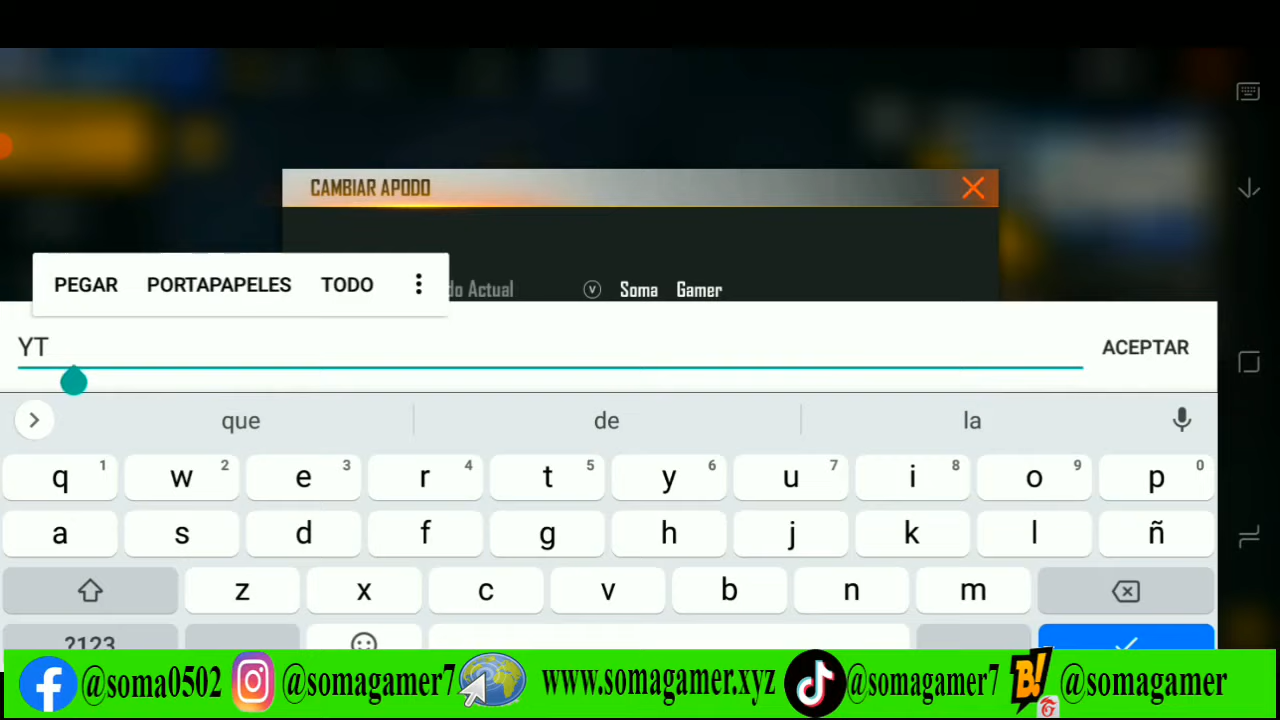 CAMBIAR APODO
PEGAR PORTAPAPELES TODO
do Actual V Soma Gamer
YT ACEPTAR
que de la
q 1 w 2 e 3 r 4 t 5 y 6 u 7 i 8 o 9 p 0
a s d f g h j k l ñ
z x c v b n m
?123
@soma0502 @somagamer7 www.somagamer.xyz @somagamer7 B! @somagamer